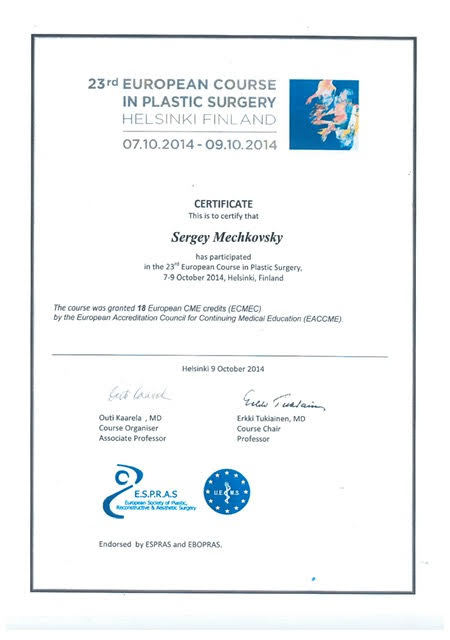 23rd EUROPEAN COURSE
IN PLASTIC SURGERY
HELSINKI FINLAND
07.10.2014 - 09.10.2014
CERTIFICATE
This is to certify that
Sergey Mechkovsky
has participated
in the 23rd European Course in Plastic Surgery,
7-9 October 2014, Helsinki, Finland
The course was granted 18 European CME credits (ECMEC)
by the European Accreditation Council for Continuing Medical Education (EACCME)
Helsinki 9 October 2014
Outi Kaarela , MD
Course Organiser
Associate Professor
Erkki Tukiainen, MD
Course Chair
Professor
E.S.P.R.A.S
European Society of Plastic,
Reconstructive & Aesthetic Surgery
U.E.M.S
Endorsed by ESPRAS and EBOPRAS.